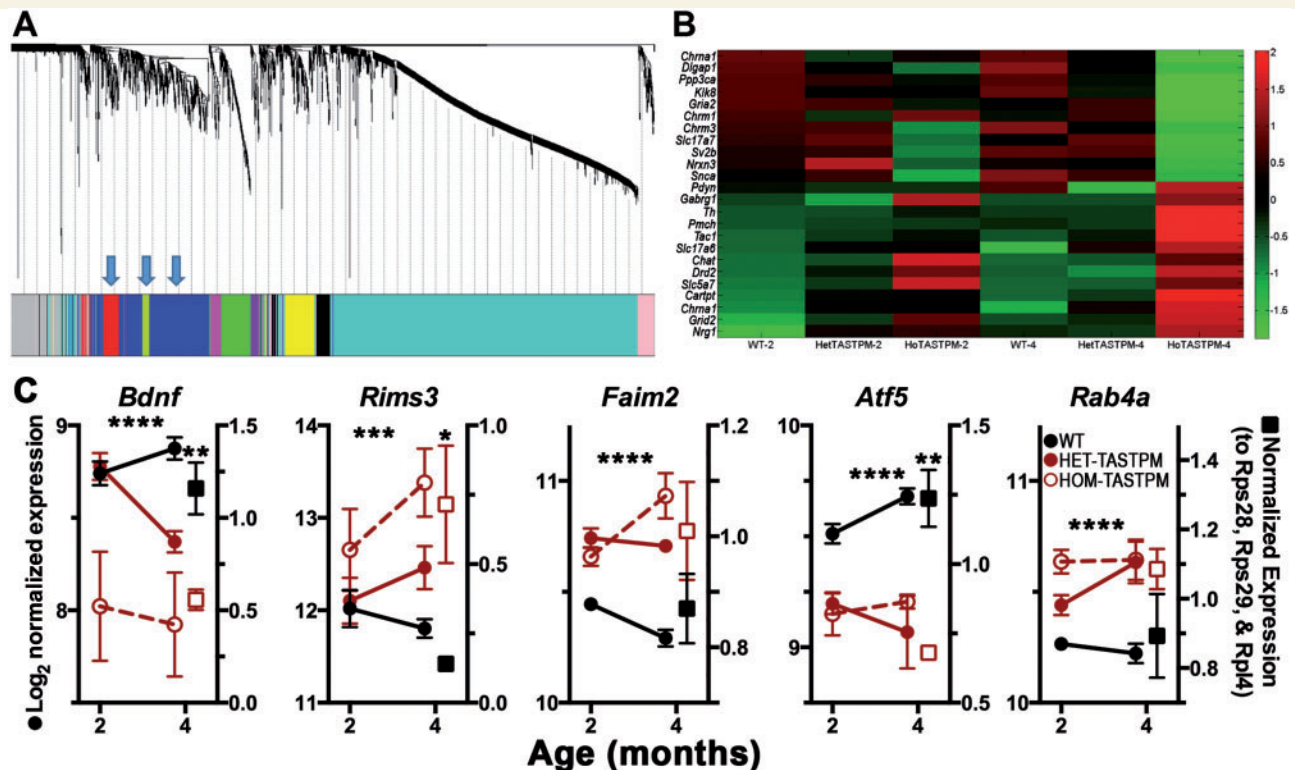 A
B
Chrna1
Dlgap1
Ppp3ca
Klk8
Gria2
Chrm1
Chrm3
Slc17a7
Sv2b
Nrxn3
Snca
Pdyn
Gabrg1
Th
Pmch
Tac1
Slc17a6
Chat
Drd2
Slc5a7
Cartpt
Chrna1
Grid2
Nrg1
WT-2 HetTASTPM-2 HoTASTPM-2 WT-4 HetTASTPM-4 HoTASTPM-4
2
1.5
1
0.5
0
-0.5
-1
-1.5
C
Bdnf Rims3 Faim2 Atf5 Rab4a
Log2 normalized expression
9
8
****
**
1.5
1.0
0.5
0.0
2 4
14
13
12
11
***
*
1.0
0.5
0.0
2 4
11
10
****
1.2
1.0
0.8
2 4
10
9
****
**
1.5
1.0
0.5
2 4
11
10
WT
HET-TASTPM
HOM-TASTPM
****
1.4
1.2
1.0
0.8
2 4
Normalized Expression
(to Rps28, Rps29, & Rpl4)
Age (months)